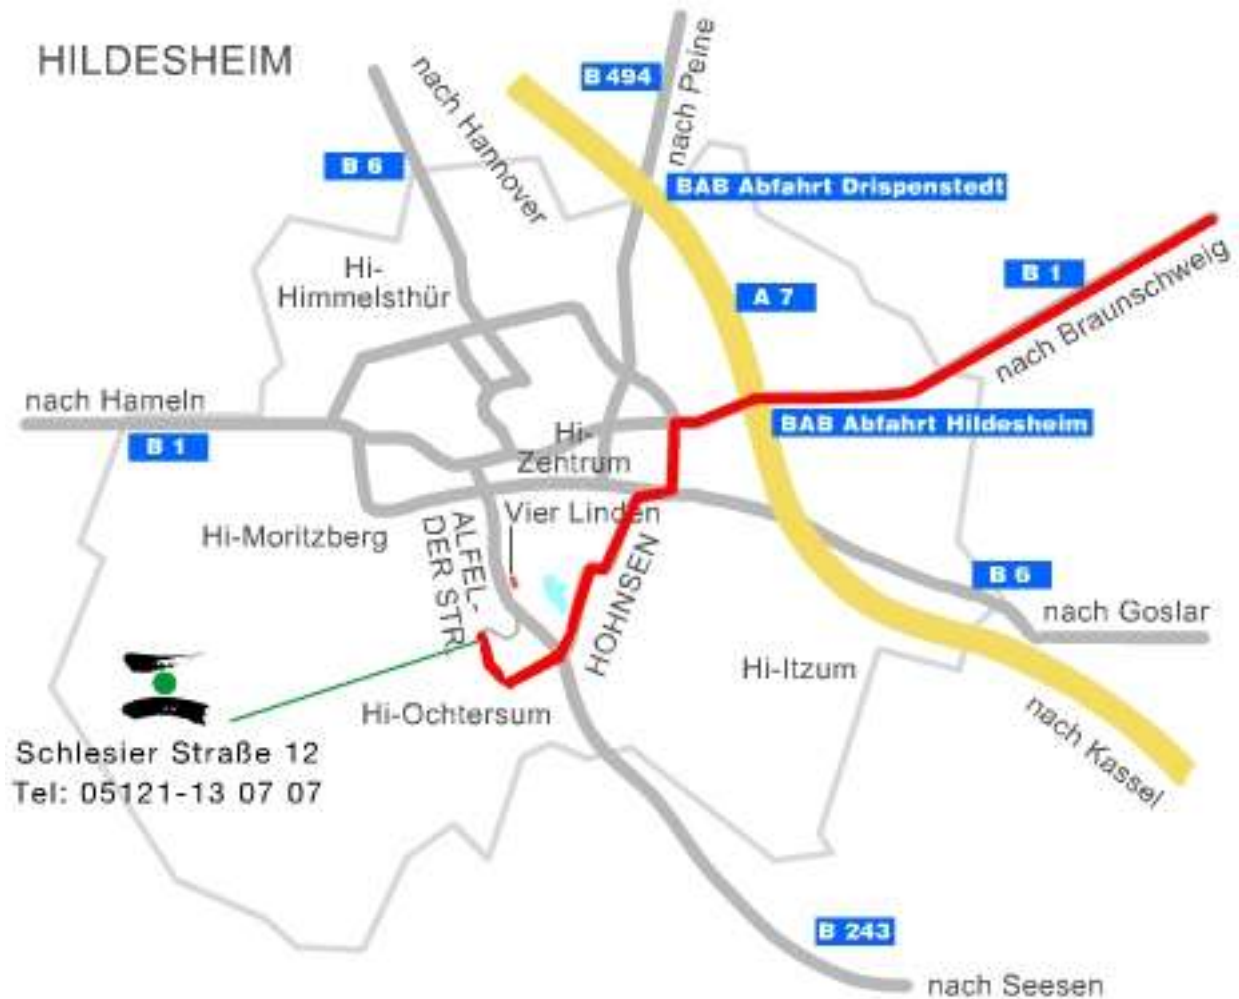 HILDESHEIM
nach Hannover
B 494
nach Peine
B 6
BAB Abfahrt Drispenstedt
Hi-
Himmelsthür
A 7
B 1
nach Braunschweig
nach Hameln
B 1
BAB Abfahrt Hildesheim
Hi-
Zentrum
Vier Linden
Hi-Moritzberg
ALFEL-
DER STR.
HOHNSEN
B 6
nach Goslar
Hi-Itzum
Hi-Ochtersum
nach Kassel
Schlesier Straße 12
Tel: 05121-13 07 07
B 243
nach Seesen